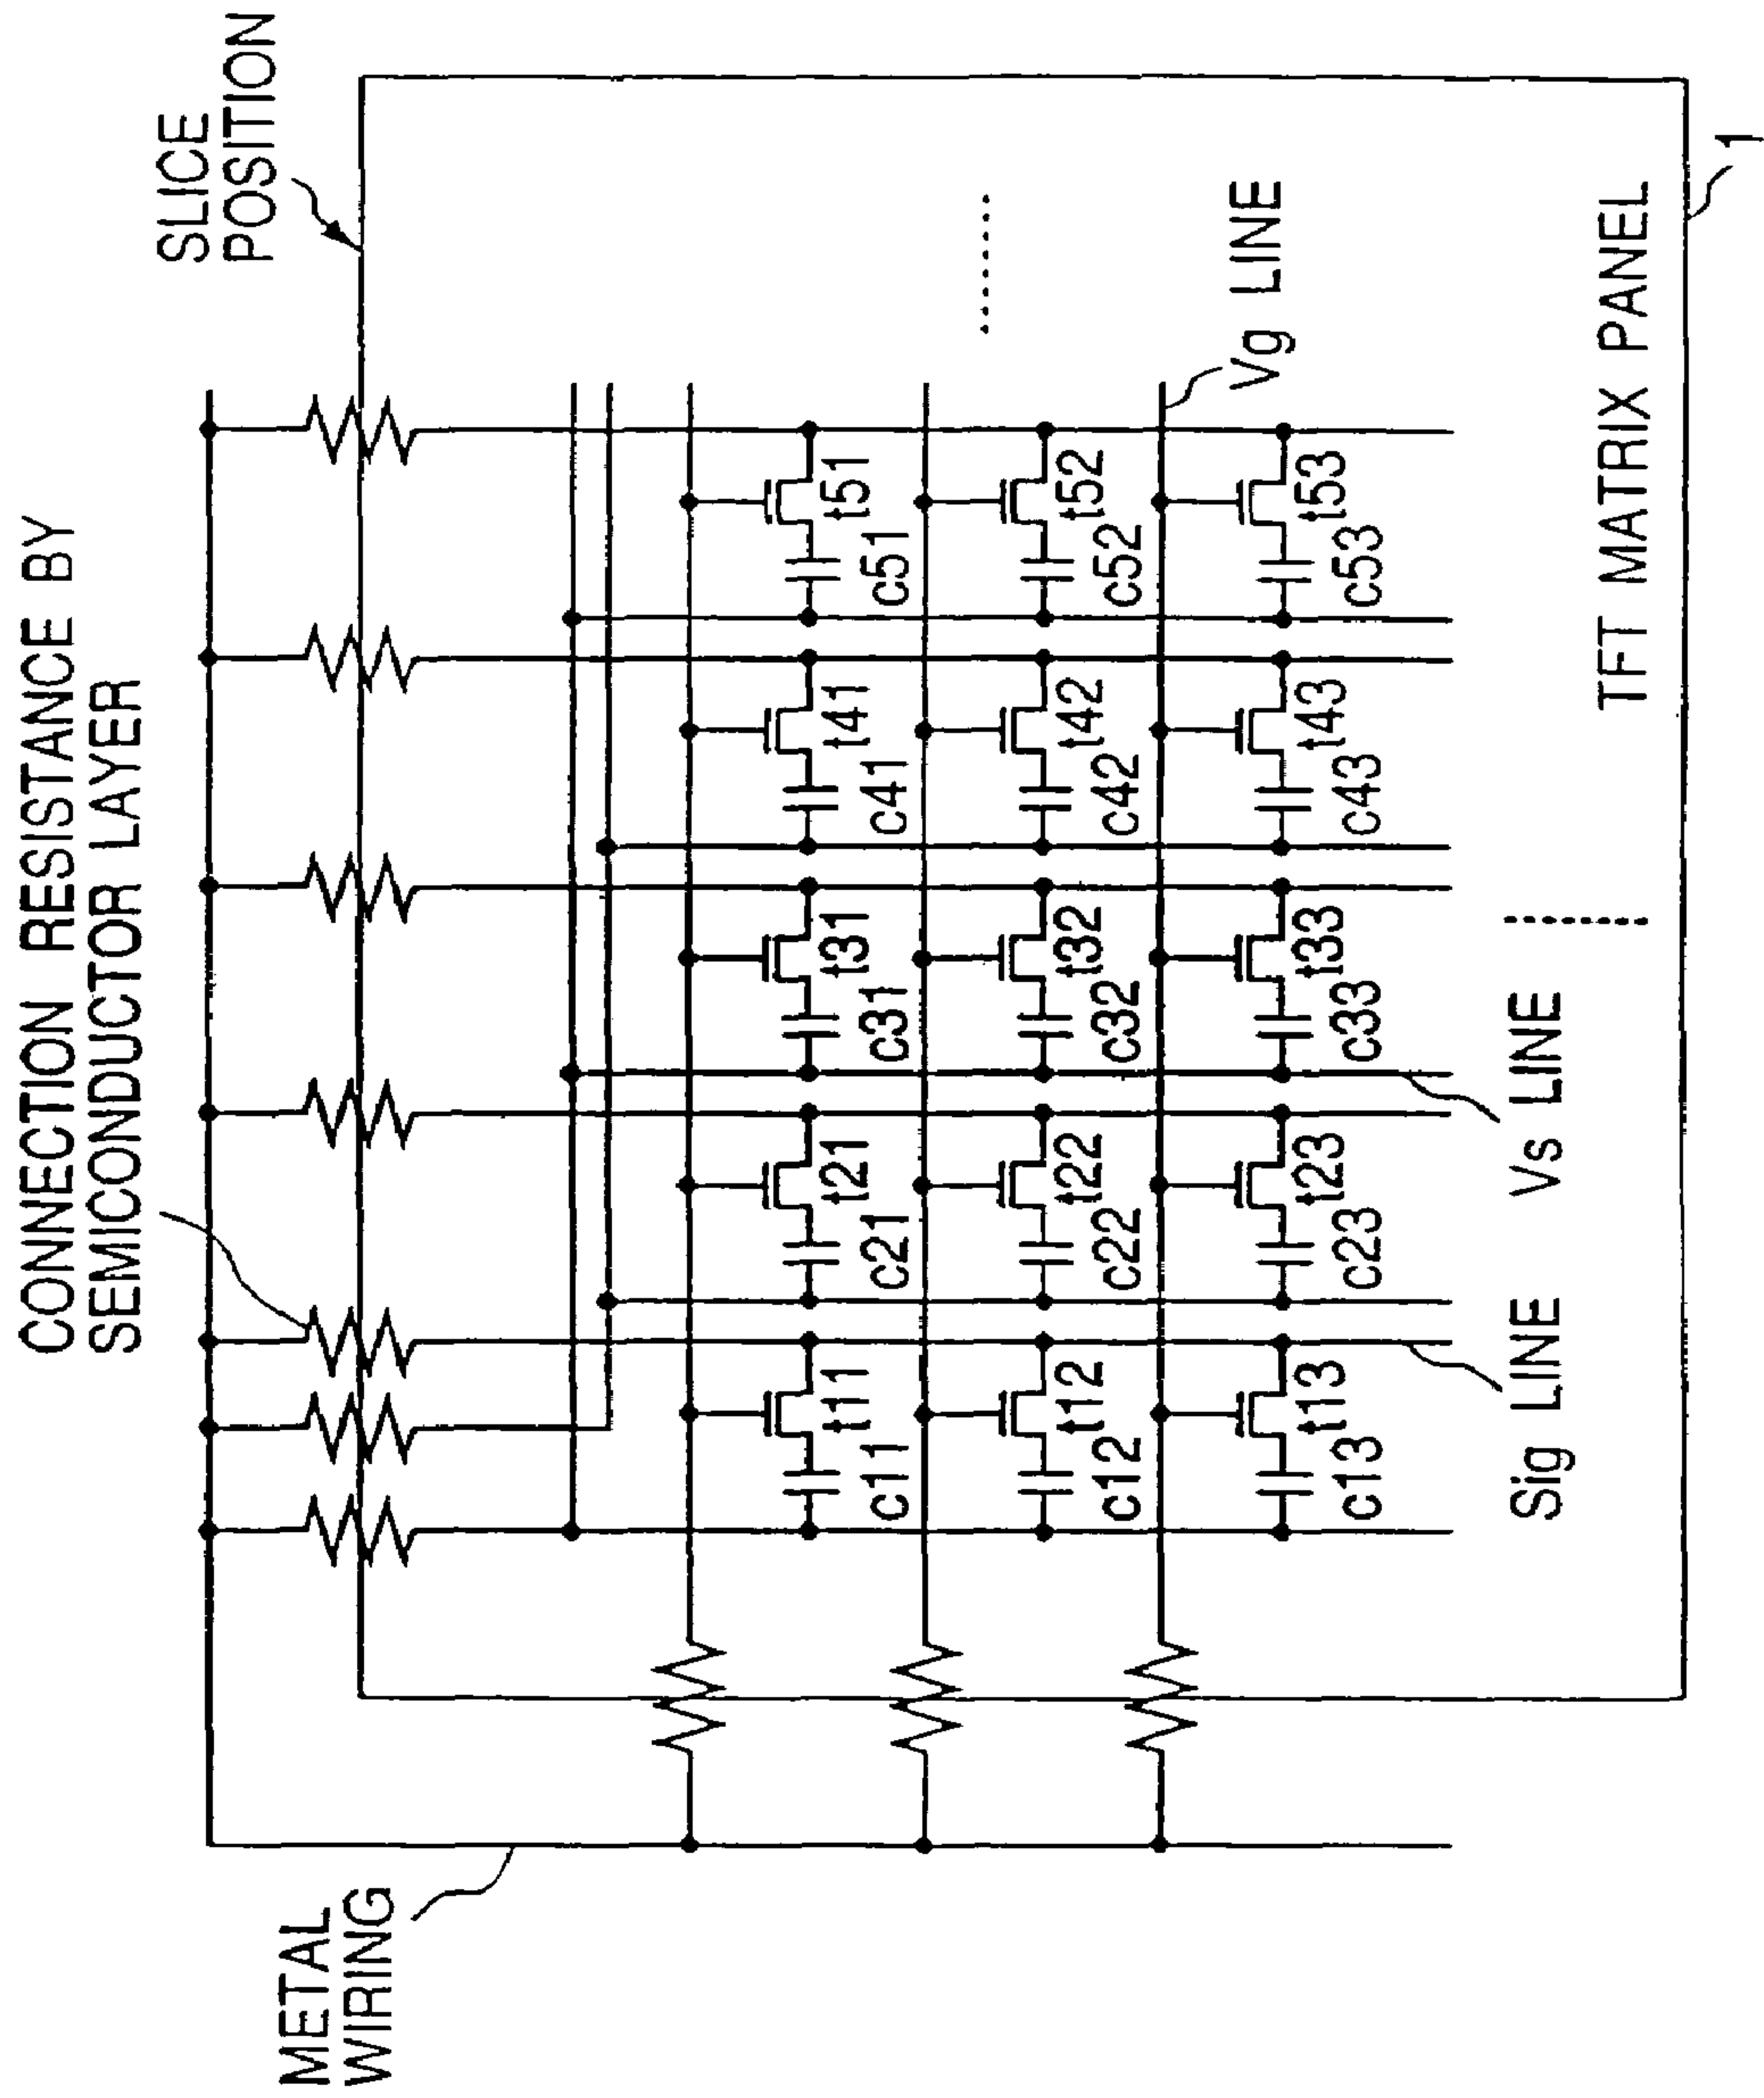 CONNECTION RESISTANCE BY
SEMICONDUCTOR LAYER
SLICE
POSITION
METAL
WIRING
t11
c11
t21
c21
t31
c31
t41
c41
t51
c51
t12
c12
t22
c22
t32
c32
t42
c42
t52
c52
t13
c13
t23
c23
t33
c33
t43
c43
t53
c53
Vg LINE
Sig LINE
Vs LINE
TFT MATRIX PANEL
1